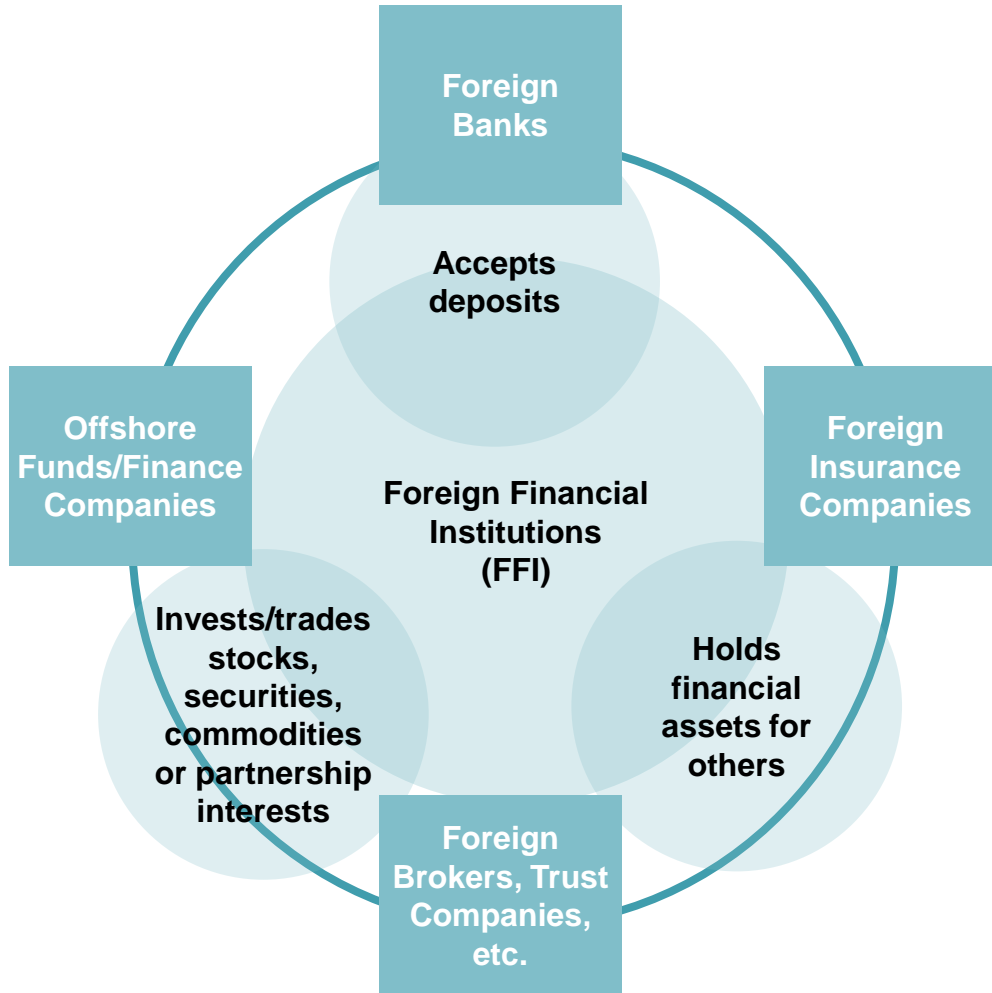 Foreign
Banks
Accepts
deposits
Offshore
Funds/Finance
Companies
Foreign
Insurance
Companies
Foreign Financial
Institutions
(FFI)
Invests/trades
stocks,
securities,
commodities
or partnership
interests
Holds
financial
assets for
others
Foreign
Brokers, Trust
Companies,
etc.